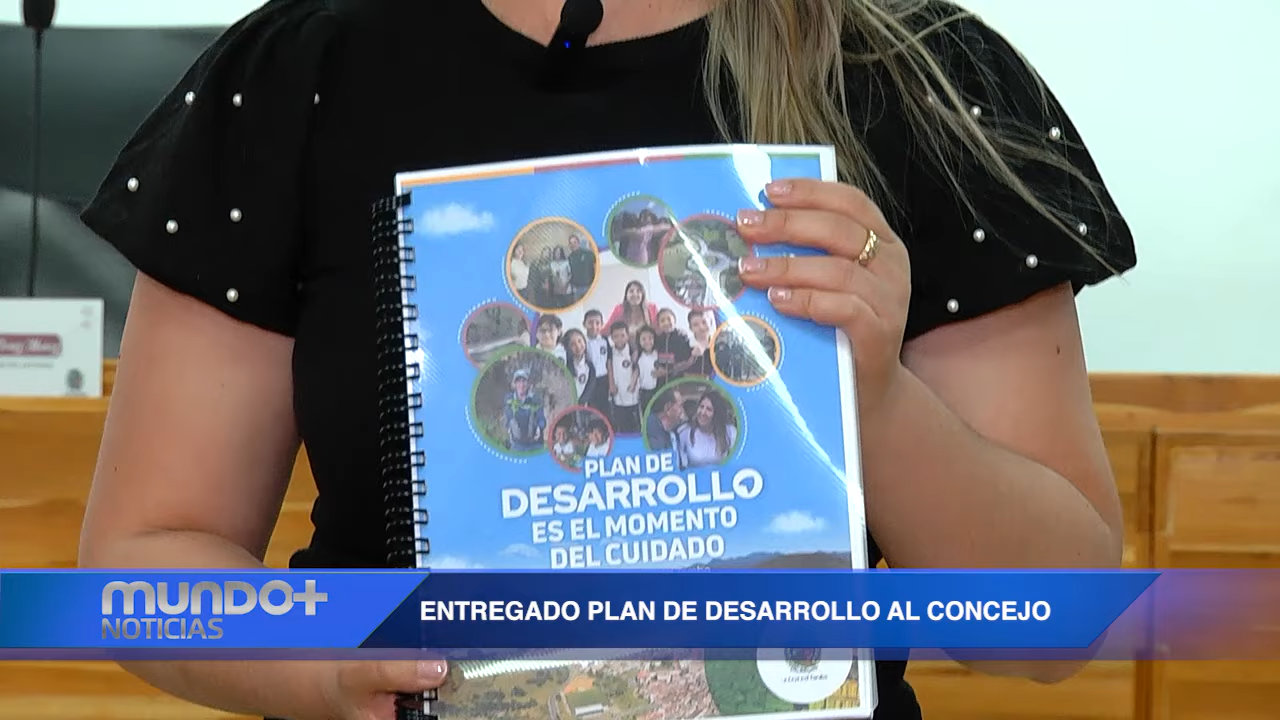 PLAN DE
DESARROLLO
ES EL MOMENTO
DEL CUIDADO
MUNDO+
NOTICIAS
ENTREGADO PLAN DE DESARROLLO AL CONCEJO